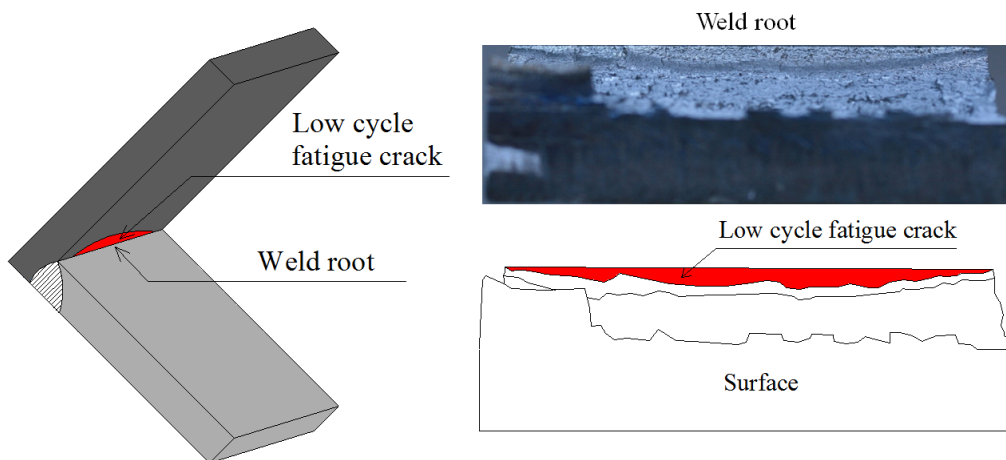 Low cycle
fatigue crack
Weld root
Weld root
Low cycle fatigue crack
Surface